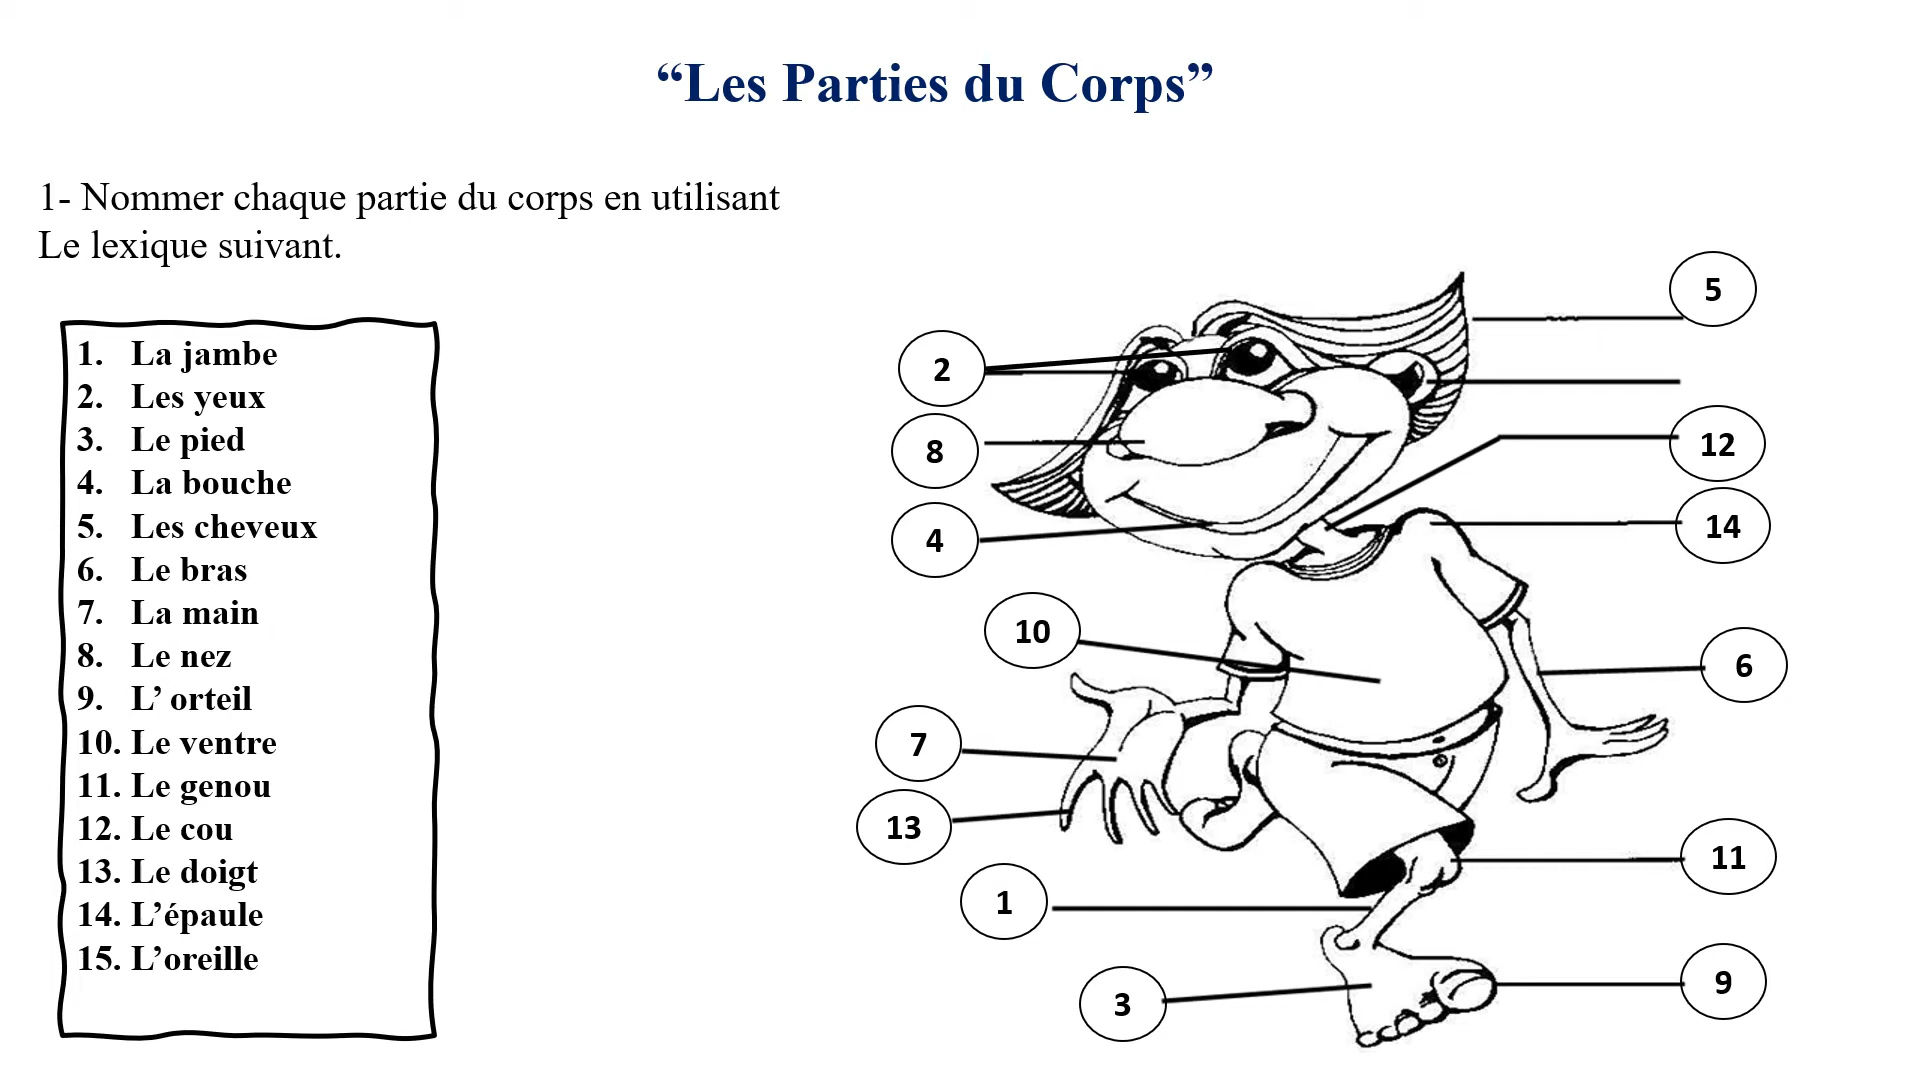 “Les Parties du Corps”
1- Nommer chaque partie du corps en utilisant
Le lexique suivant.
1. La jambe
2. Les yeux
3. Le pied
4. La bouche
5. Les cheveux
6. Le bras
7. La main
8. Le nez
9. L’ orteil
10. Le ventre
11. Le genou
12. Le cou
13. Le doigt
14. L’épaule
15. L’oreille
5
2
12
8
14
4
10
6
7
13
11
1
9
3